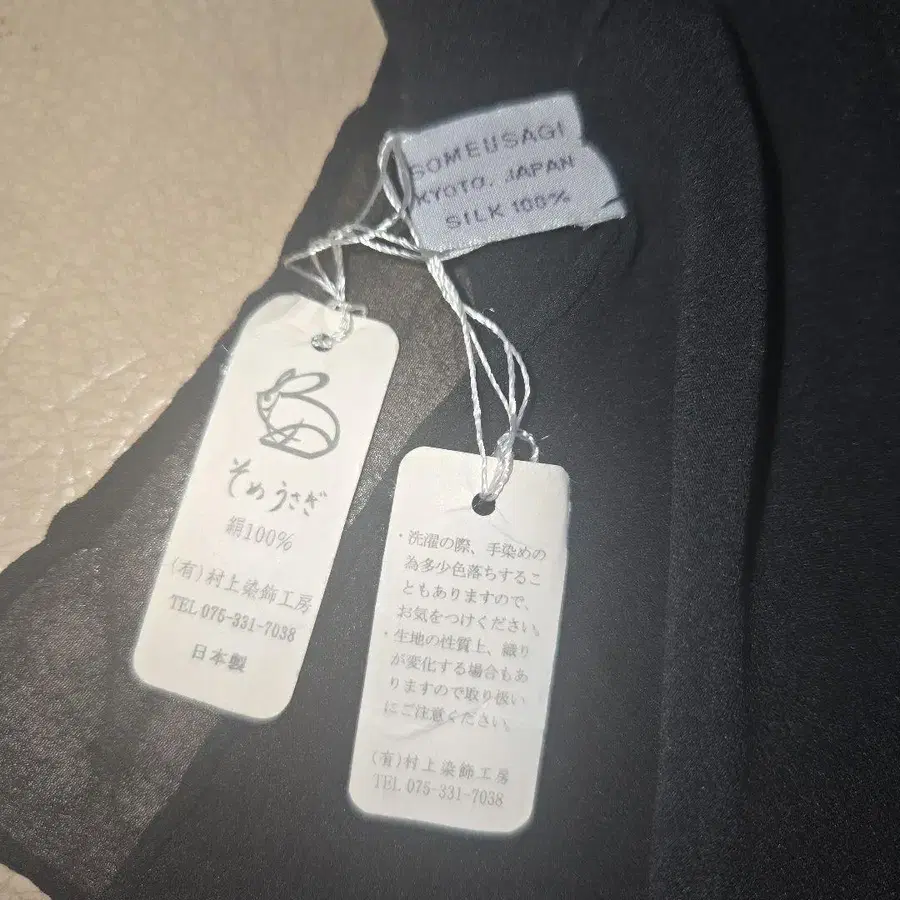 SOMEUSAGI
KYOTO, JAPAN
SILK 100%
そめうさぎ
絹100%
(有)村上染飾工房
TEL 075-331-7038
日本製
・洗濯の際、手染めの
為多少色落ちするこ
ともありますので、
お気をつけください。
・生地の性質上、織り
が変化する場合もあ
りますので取り扱い
にご注意ください。
(有)村上染飾工房
TEL 075-331-7038